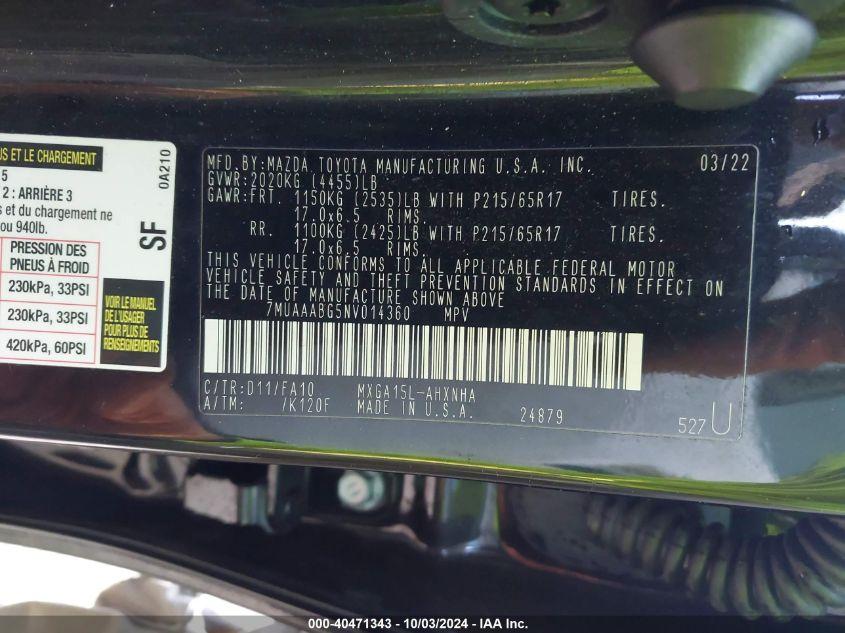 US ET LE CHARGEMENT
5
2 : ARRIÈRE 3
s et du chargement ne
ou 940lb.
PRESSION DES
PNEUS À FROID
230kPa, 33PSI
230kPa, 33PSI
420kPa, 60PSI
VOIR LE MANUEL
DE L'USAGER
POUR PLUS DE
RENSEIGNEMENTS
SF
0A210
MFD.BY:MAZDA TOYOTA MANUFACTURING U.S.A. INC. 03/22
GVWR:2020KG (4455)LB
GAWR:FRT. 1150KG (2535)LB WITH P215/65R17 TIRES.
17.0x6.5 RIMS.
RR. 1100KG (2425)LB WITH P215/65R17 TIRES.
17.0x6.5 RIMS.
THIS VEHICLE CONFORMS TO ALL APPLICABLE FEDERAL MOTOR
VEHICLE SAFETY AND THEFT PREVENTION STANDARDS IN EFFECT ON
THE DATE OF MANUFACTURE SHOWN ABOVE
7MUAAABG5NV014360 MPV
C/TR:D11/FA10 MXGA15L-AHXNHA
A/TM: /K120F MADE IN U.S.A. 24879
527 U
000-40471343 - 10/03/2024 - IAA Inc.